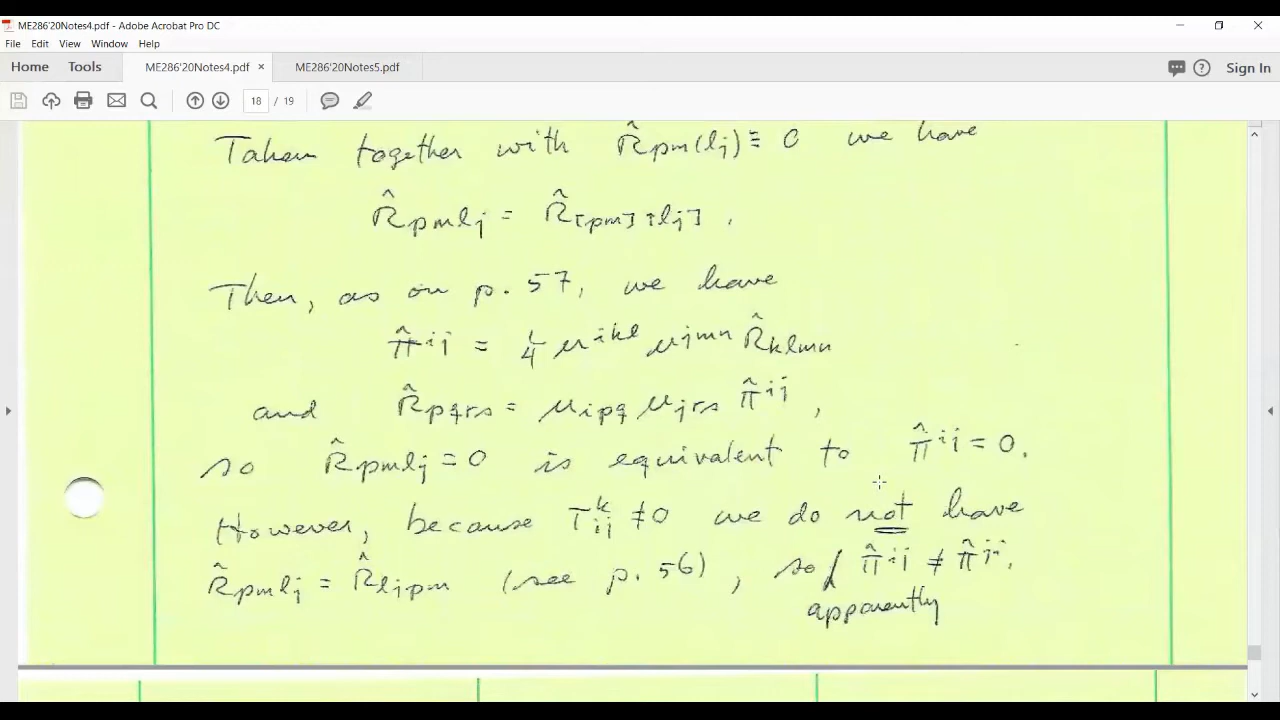 ME286'20Notes4.pdf - Adobe Acrobat Pro DC
File Edit View Window Help
Home Tools ME286'20Notes4.pdf × ME286'20Notes5.pdf Sign In
18 / 19
Taken together with R̂pm(lj) ≡ 0 we have
R̂pmlj = R̂[pm][lj] .
Then, as on p. 57, we have
π̂^ij = 1/4 μ^ikl μ^jmn R̂klmn
and R̂pqrs = μipq μjrs π̂^ij ,
so R̂pmlj = 0 is equivalent to π̂^ij = 0.
However, because T^k_ij ≠ 0 we do not have
R̂pmlj = R̂ljpm (see p. 56) , so / π̂^ij ≠ π̂^ji.
apparently